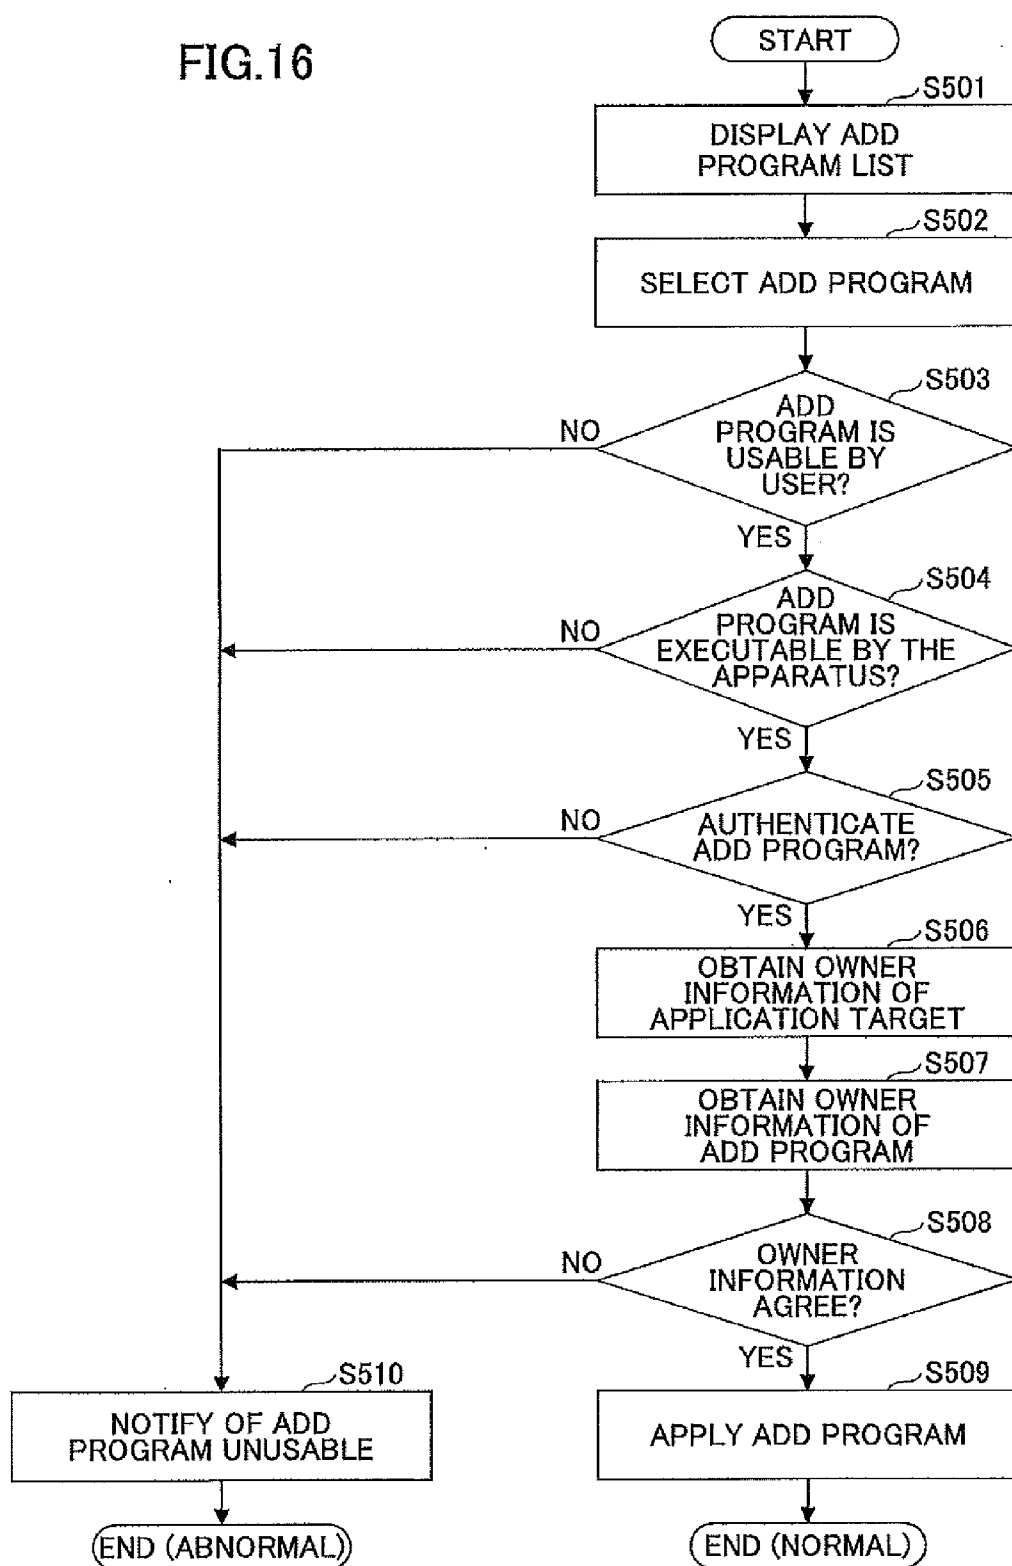 FIG.16
START
S501
DISPLAY ADD
PROGRAM LIST
S502
SELECT ADD PROGRAM
S503
ADD
PROGRAM IS
USABLE BY
USER?
NO
YES
S504
ADD
PROGRAM IS
EXECUTABLE BY THE
APPARATUS?
NO
YES
S505
AUTHENTICATE
ADD PROGRAM?
NO
YES
S506
OBTAIN OWNER
INFORMATION OF
APPLICATION TARGET
S507
OBTAIN OWNER
INFORMATION OF
ADD PROGRAM
S508
OWNER
INFORMATION
AGREE?
NO
YES
S510
NOTIFY OF ADD
PROGRAM UNUSABLE
END (ABNORMAL)
S509
APPLY ADD PROGRAM
END (NORMAL)